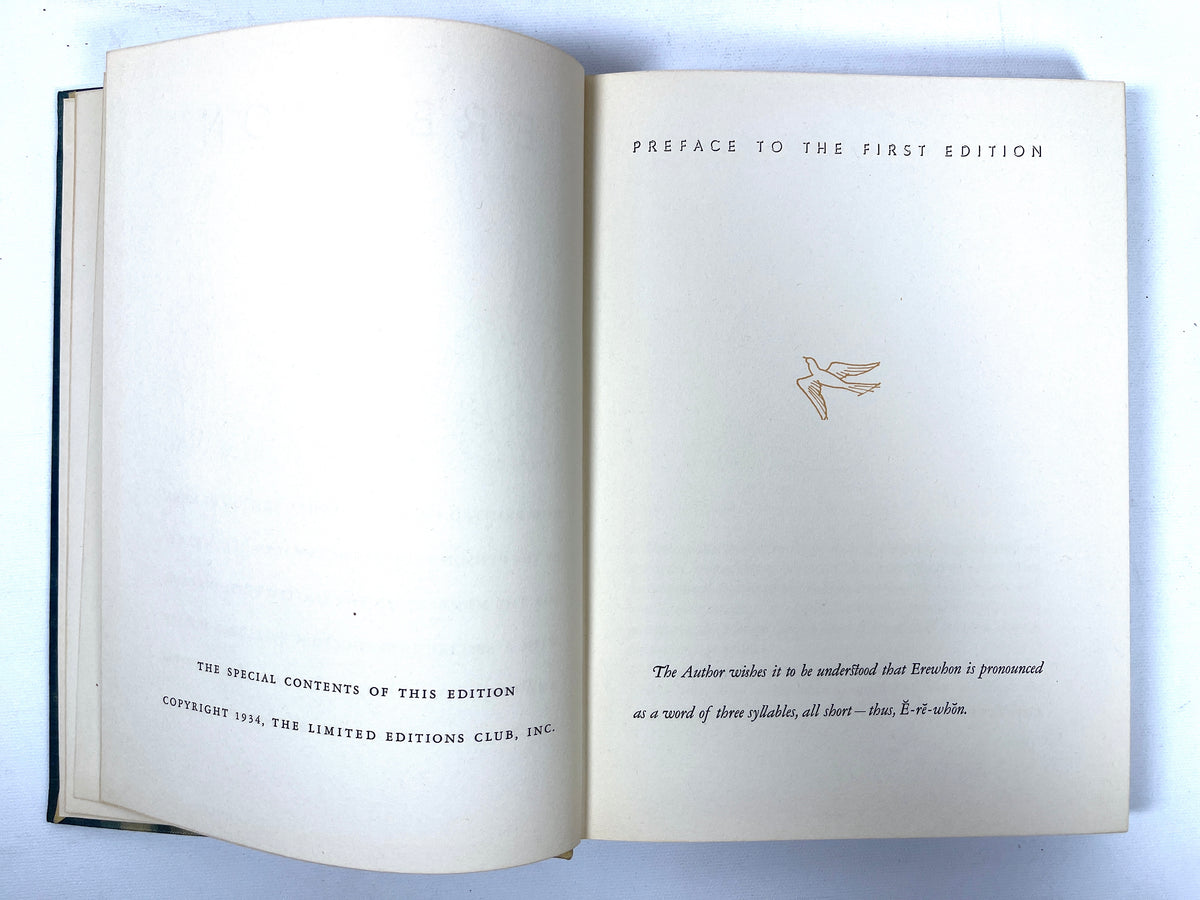 THE SPECIAL CONTENTS OF THIS EDITION
COPYRIGHT 1934, THE LIMITED EDITIONS CLUB, INC.
PREFACE TO THE FIRST EDITION
The Author wishes it to be understood that Erewhon is pronounced
as a word of three syllables, all short — thus, Ĕ-rĕ-whŏn.